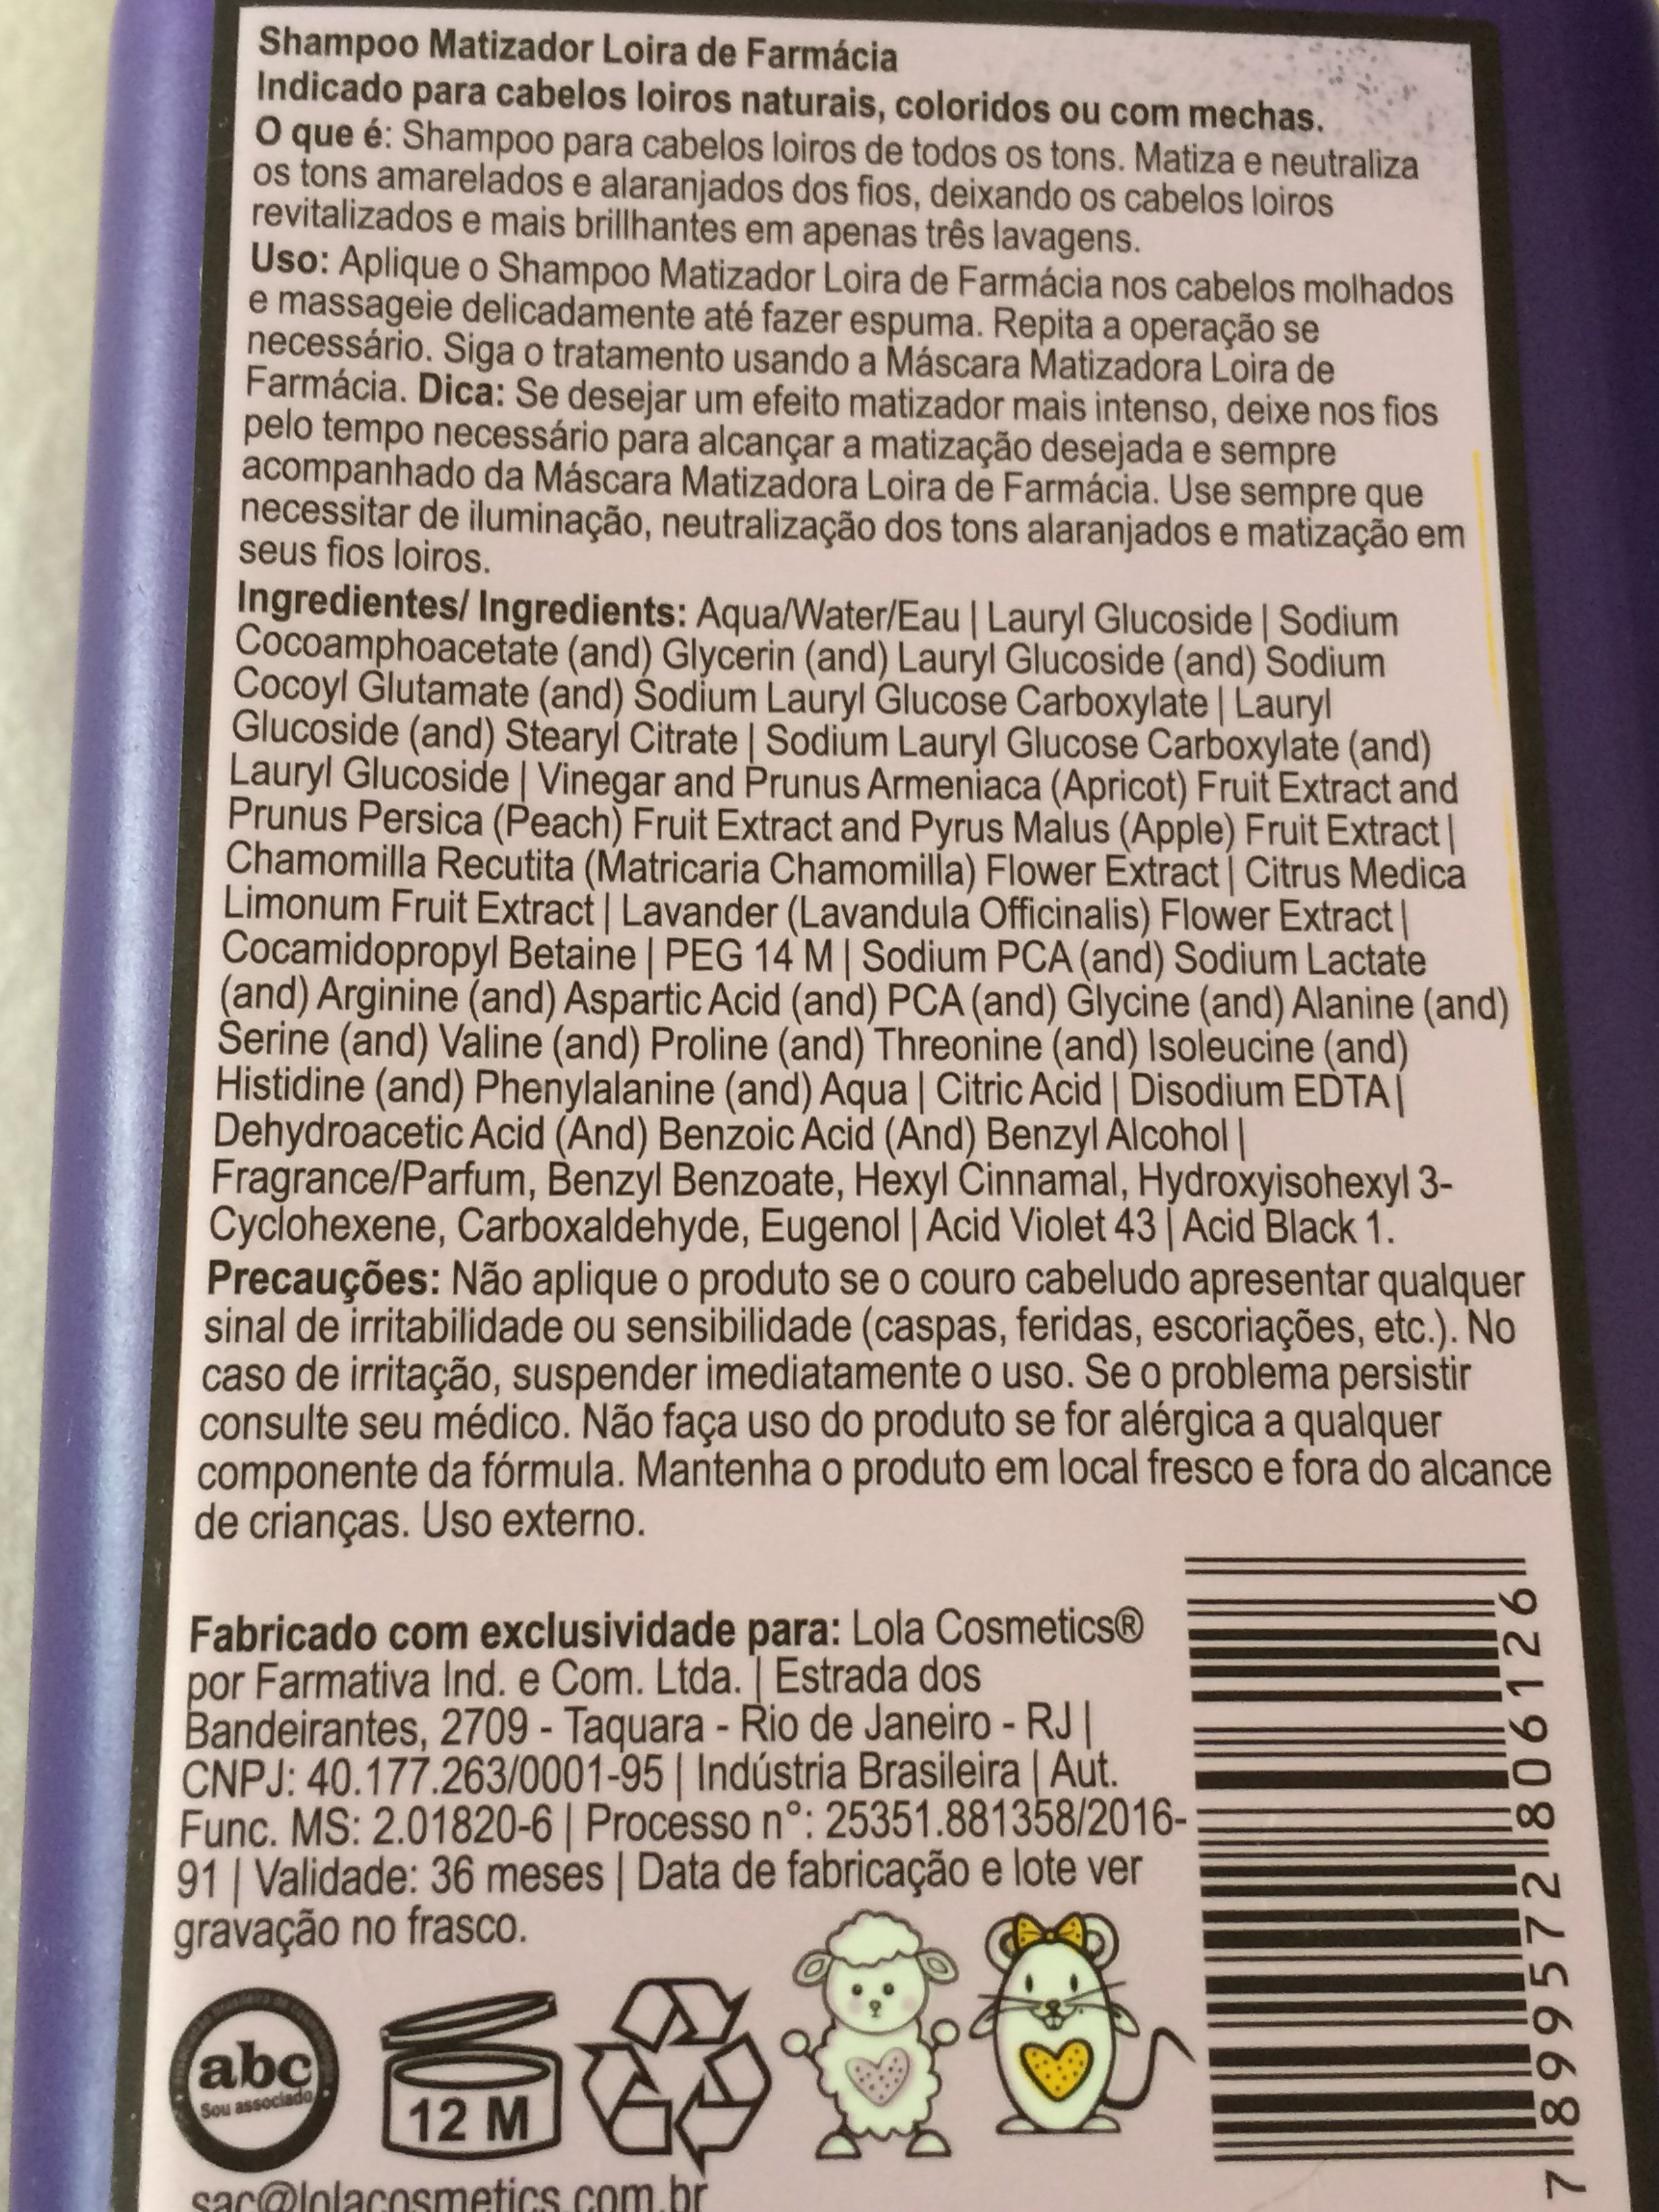 Shampoo Matizador Loira de Farmácia
Indicado para cabelos loiros naturais, coloridos ou com mechas.
O que é: Shampoo para cabelos loiros de todos os tons. Matiza e neutraliza
os tons amarelados e alaranjados dos fios, deixando os cabelos loiros
revitalizados e mais brillhantes em apenas três lavagens.
Uso: Aplique o Shampoo Matizador Loira de Farmácia nos cabelos molhados
e massageie delicadamente até fazer espuma. Repita a operação se
necessário. Siga o tratamento usando a Máscara Matizadora Loira de
Farmácia. Dica: Se desejar um efeito matizador mais intenso, deixe nos fios
pelo tempo necessário para alcançar a matização desejada e sempre
acompanhado da Máscara Matizadora Loira de Farmácia. Use sempre que
necessitar de iluminação, neutralização dos tons alaranjados e matização em
seus fios loiros.
Ingredientes/ Ingredients: Aqua/Water/Eau | Lauryl Glucoside | Sodium
Cocoamphoacetate (and) Glycerin (and) Lauryl Glucoside (and) Sodium
Cocoyl Glutamate (and) Sodium Lauryl Glucose Carboxylate | Lauryl
Glucoside (and) Stearyl Citrate | Sodium Lauryl Glucose Carboxylate (and)
Lauryl Glucoside | Vinegar and Prunus Armeniaca (Apricot) Fruit Extract and
Prunus Persica (Peach) Fruit Extract and Pyrus Malus (Apple) Fruit Extract |
Chamomilla Recutita (Matricaria Chamomilla) Flower Extract | Citrus Medica
Limonum Fruit Extract | Lavander (Lavandula Officinalis) Flower Extract |
Cocamidopropyl Betaine | PEG 14 M | Sodium PCA (and) Sodium Lactate
(and) Arginine (and) Aspartic Acid (and) PCA (and) Glycine (and) Alanine (and)
Serine (and) Valine (and) Proline (and) Threonine (and) Isoleucine (and)
Histidine (and) Phenylalanine (and) Aqua | Citric Acid | Disodium EDTA |
Dehydroacetic Acid (And) Benzoic Acid (And) Benzyl Alcohol |
Fragrance/Parfum, Benzyl Benzoate, Hexyl Cinnamal, Hydroxyisohexyl 3-
Cyclohexene, Carboxaldehyde, Eugenol | Acid Violet 43 | Acid Black 1.
Precauções: Não aplique o produto se o couro cabeludo apresentar qualquer
sinal de irritabilidade ou sensibilidade (caspas, feridas, escoriações, etc.). No
caso de irritação, suspender imediatamente o uso. Se o problema persistir
consulte seu médico. Não faça uso do produto se for alérgica a qualquer
componente da fórmula. Mantenha o produto em local fresco e fora do alcance
de crianças. Uso externo.
Fabricado com exclusividade para: Lola Cosmetics®
por Farmativa Ind. e Com. Ltda. | Estrada dos
Bandeirantes, 2709 - Taquara - Rio de Janeiro - RJ |
CNPJ: 40.177.263/0001-95 | Indústria Brasileira | Aut.
Func. MS: 2.01820-6 | Processo n°: 25351.881358/2016-
91 | Validade: 36 meses | Data de fabricação e lote ver
gravação no frasco.
7 899572 806126
abc
Sou associado
12 M
sac@lolacosmetics.com.br